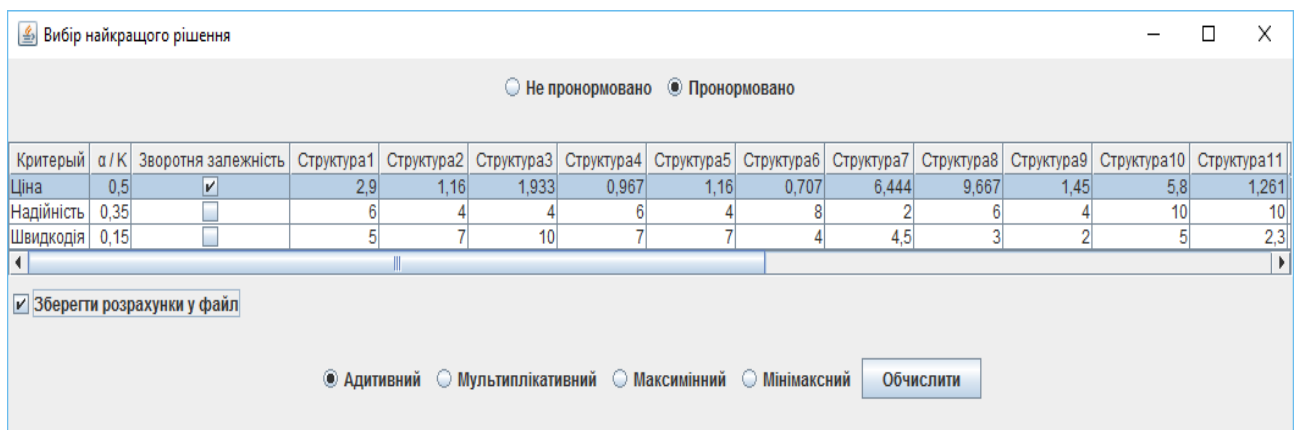 Вибір найкращого рішення
Не пронормовано Пронормовано
Критерый α / K Зворотня залежність Структура1 Структура2 Структура3 Структура4 Структура5 Структура6 Структура7 Структура8 Структура9 Структура10 Структура11
Ціна 0,5 2,9 1,16 1,933 0,967 1,16 0,707 6,444 9,667 1,45 5,8 1,261
Надійність 0,35 6 4 4 6 4 8 2 6 4 10 10
Швидкодія 0,15 5 7 10 7 7 4 4,5 3 2 5 2,3
Зберегти розрахунки у файл
Адитивний Мультиплікативний Максимінний Мінімаксний Обчислити